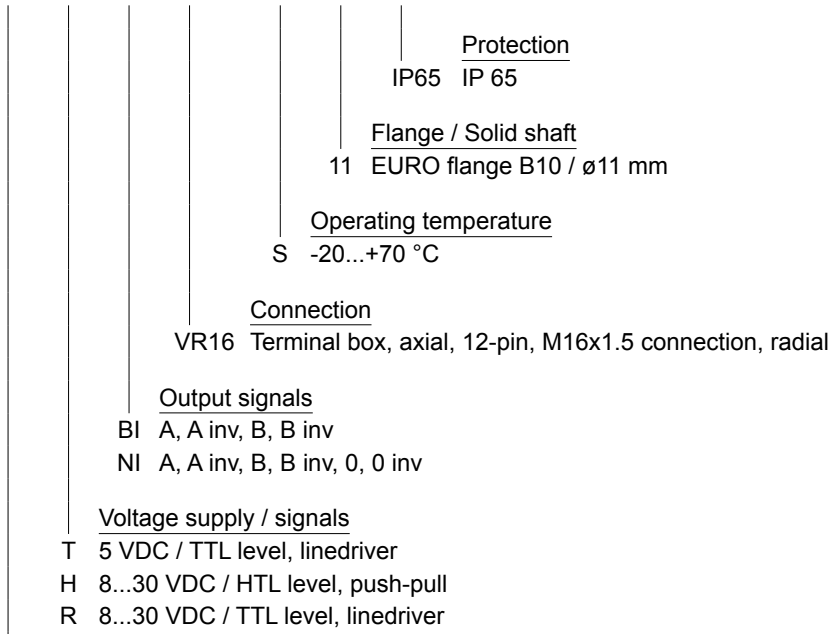 Protection
IP65 IP 65
Flange / Solid shaft
11 EURO flange B10 / ø11 mm
Operating temperature
S -20...+70 °C
Connection
VR16 Terminal box, axial, 12-pin, M16x1.5 connection, radial
Output signals
BI A, A inv, B, B inv
NI A, A inv, B, B inv, 0, 0 inv
Voltage supply / signals
T 5 VDC / TTL level, linedriver
H 8...30 VDC / HTL level, push-pull
R 8...30 VDC / TTL level, linedriver